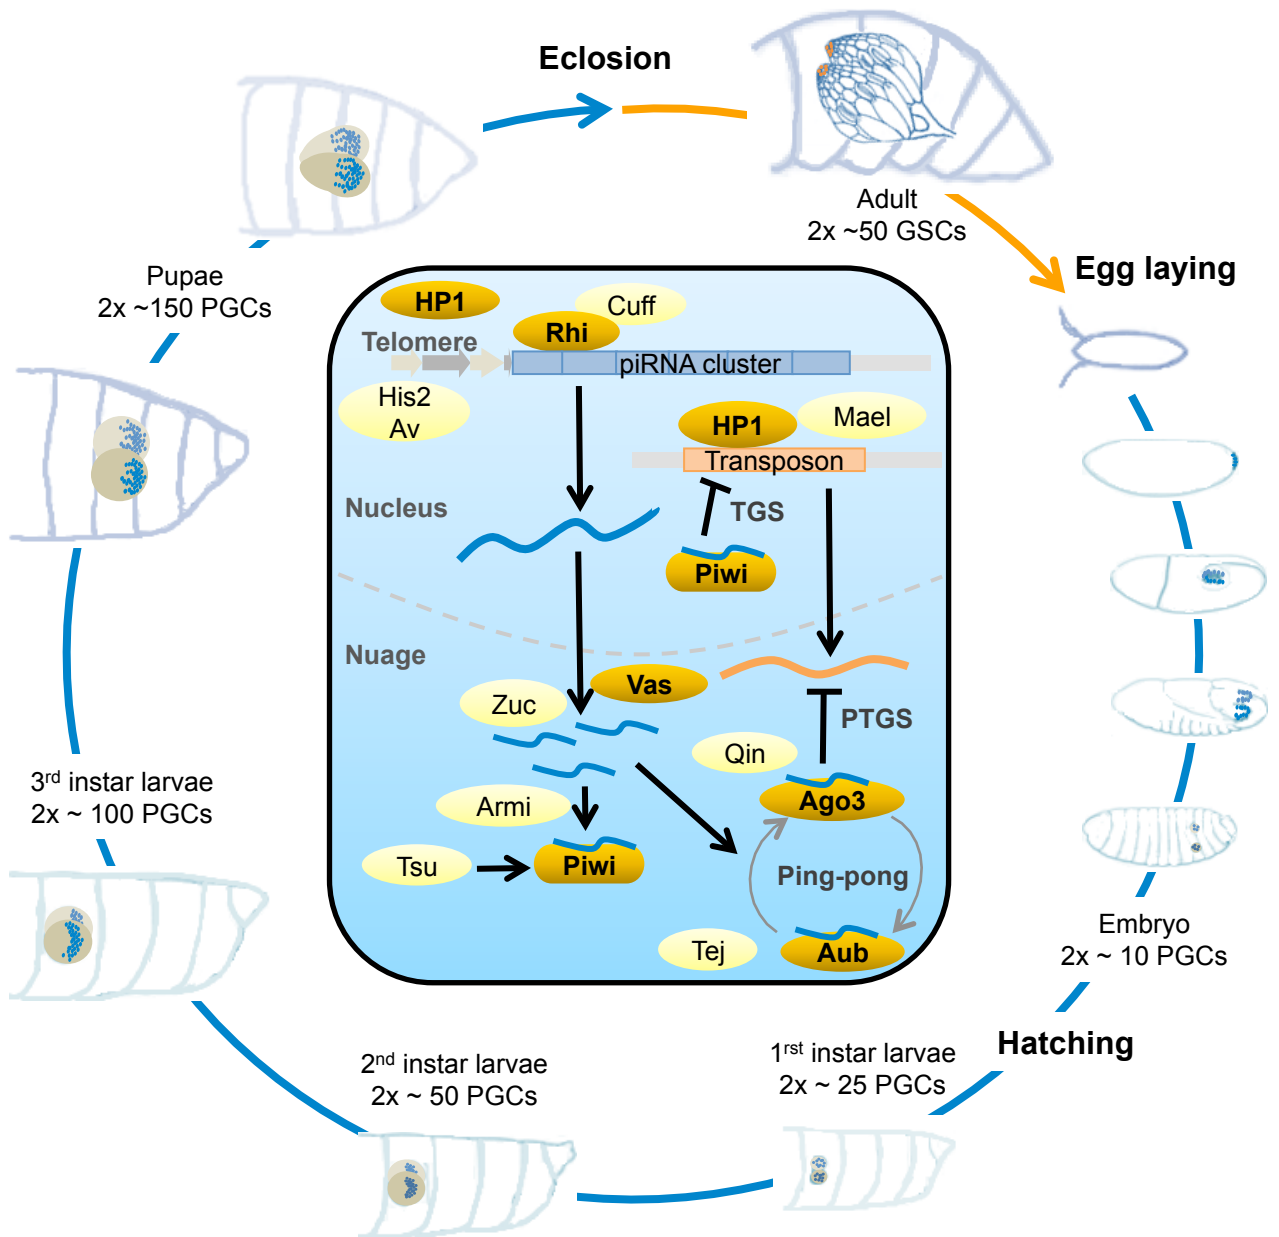 Eclosion
Adult
2x ~50 GSCs
Egg laying
Pupae
2x ~150 PGCs
HP1
Cuff
Rhi
Telomere
piRNA cluster
His2
Av
HP1
Mael
Transposon
Nucleus
TGS
Piwi
Nuage
Vas
Zuc
PTGS
Qin
Armi
Ago3
Tsu
Piwi
Ping-pong
Tej
Aub
3rd instar larvae
2x ~ 100 PGCs
Embryo
2x ~ 10 PGCs
Hatching
1rst instar larvae
2x ~ 25 PGCs
2nd instar larvae
2x ~ 50 PGCs